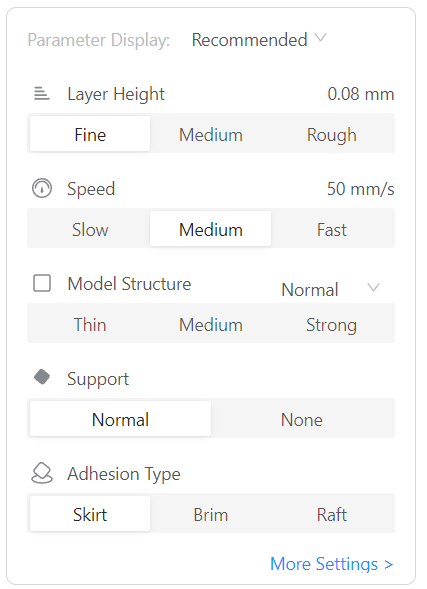 Parameter Display: Recommended
Layer Height 0.08 mm
Fine Medium Rough
Speed 50 mm/s
Slow Medium Fast
Model Structure Normal
Thin Medium Strong
Support
Normal None
Adhesion Type
Skirt Brim Raft
More Settings >